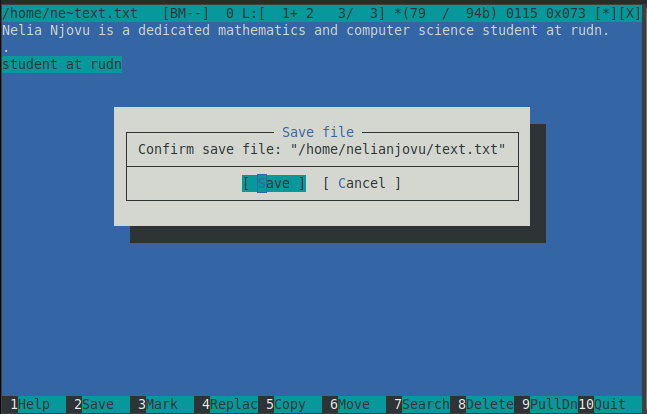 /home/ne~text.txt   [BM--]  0 L:[  1+ 2   3/  3] *(79  /  94b) 0115 0x073 [*][X]
Nelia Njovu is a dedicated mathematics and computer science student at rudn.
.
student at rudn
Save file
Confirm save file: "/home/nelianjovu/text.txt"
[ Save ]  [ Cancel ]
1Help  2Save  3Mark  4Replac 5Copy  6Move  7Search 8Delete 9PullDn 10Quit